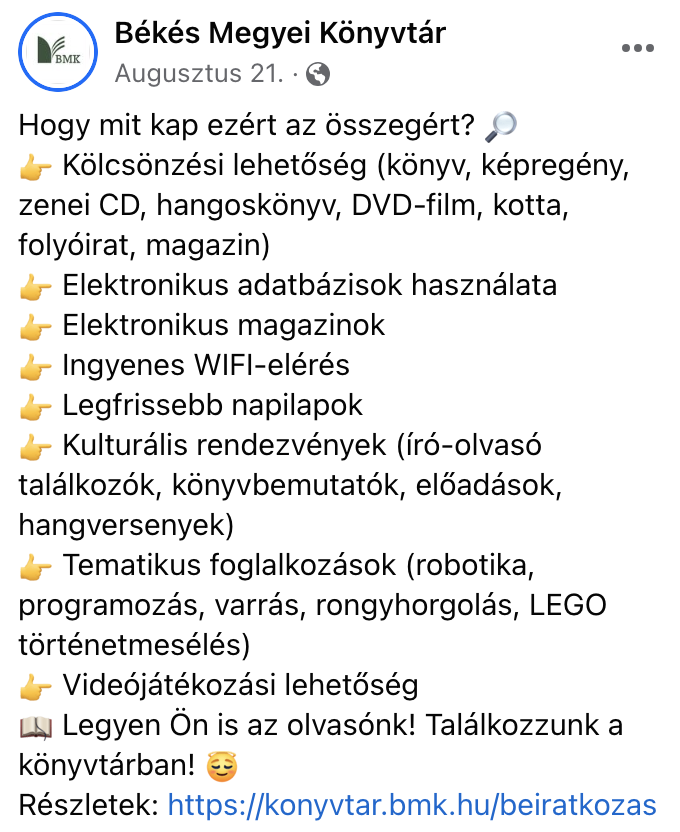 BMK
Békés Megyei Könyvtár
Augusztus 21. ·
Hogy mit kap ezért az összegért? 🔎
👉 Kölcsönzési lehetőség (könyv, képregény,
zenei CD, hangoskönyv, DVD-film, kotta,
folyóirat, magazin)
👉 Elektronikus adatbázisok használata
👉 Elektronikus magazinok
👉 Ingyenes WIFI-elérés
👉 Legfrissebb napilapok
👉 Kulturális rendezvények (író-olvasó
találkozók, könyvbemutatók, előadások,
hangversenyek)
👉 Tematikus foglalkozások (robotika,
programozás, varrás, rongyhorgolás, LEGO
történetmesélés)
👉 Videójátékozási lehetőség
📖 Legyen Ön is az olvasónk! Találkozzunk a
könyvtárban! 😇
Részletek: https://konyvtar.bmk.hu/beiratkozas